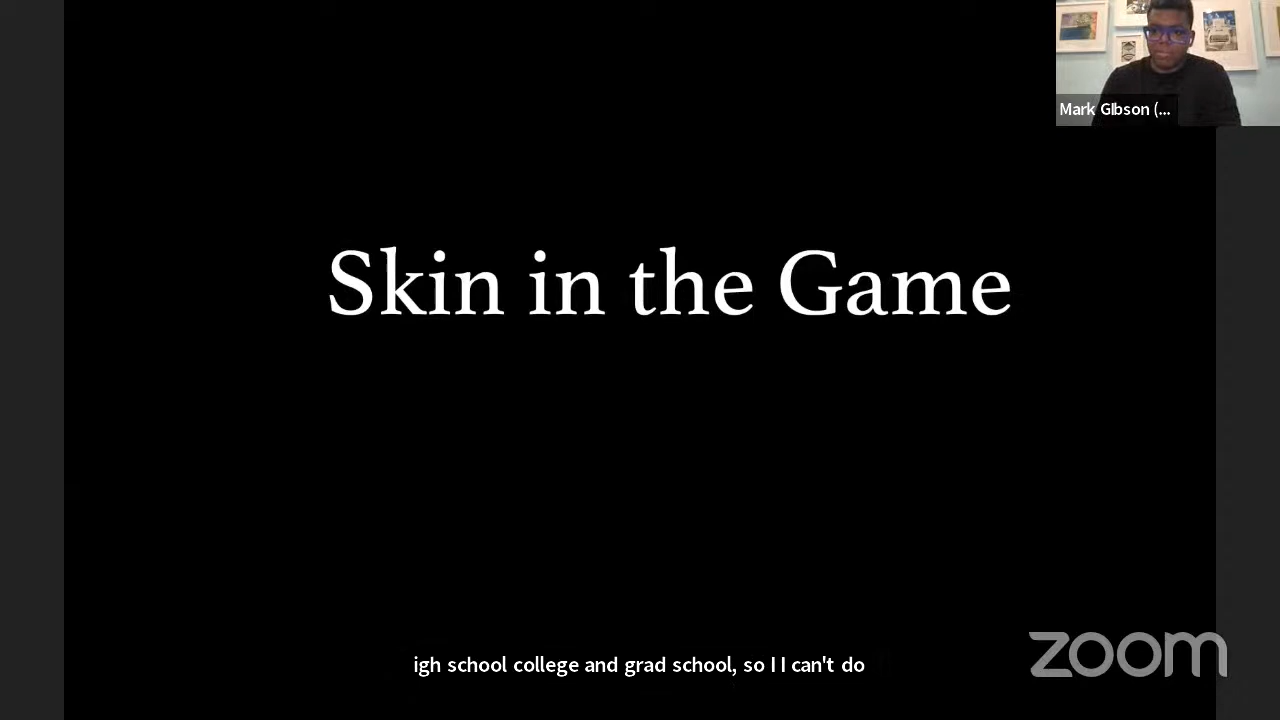 Mark GIbson (...
Skin in the Game
igh school college and grad school, so I I can't do
zoom